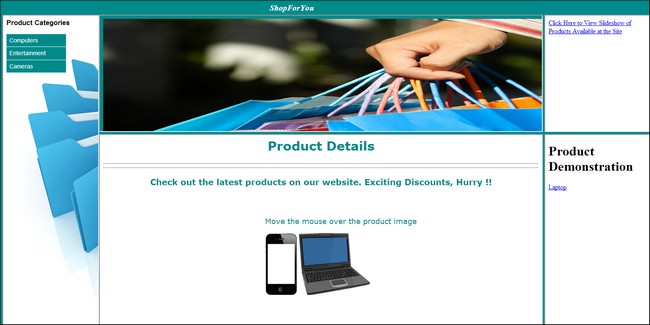 ShopForYou
Product Categories
Computers
Entertainment
Cameras
Click Here to View Slideshow of
Products Available at the Site
Product Details
Check out the latest products on our website. Exciting Discounts, Hurry !!
Move the mouse over the product image
Product
Demonstration
Laptop